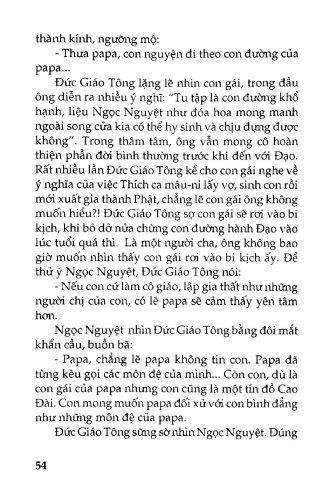 thành kính, ngưỡng mộ:
- Thưa papa, con nguyện đi theo con đường của
papa...
Đức Giáo Tông lặng lẽ nhìn con gái, trong đầu
ông diễn ra nhiều ý nghĩ: “Tu tập là con đường khổ
hạnh, liệu Ngọc Nguyệt như đóa hoa mong manh
ngoài song cửa kia có thể hy sinh và chịu đựng được
không”. Trong thâm tâm, ông vẫn mong cô hoàn
thiện phần đời bình thường trước khi đến với Đạo.
Rất nhiều lần Đức Giáo Tông kể cho con gái nghe về
ý nghĩa của việc Thích ca mâu-ni lấy vợ, sinh con rồi
mới xuất gia thành Phật, chẳng lẽ con gái ông không
muốn hiểu?! Đức Giáo Tông sợ con gái sẽ rơi vào bi
kịch, khi bỏ dở nửa chừng con đường hành Đạo vào
lúc tuổi quá thì. Là một người cha, ông không bao
giờ muốn nhìn thấy con gái rơi vào bi kịch ấy. Để
thử ý Ngọc Nguyệt, Đức Giáo Tông nói:
- Nếu con cứ làm cô giáo, lập gia thất như những
người chị của con, có lẽ papa sẽ cảm thấy yên tâm
hơn.
Ngọc Nguyệt nhìn Đức Giáo Tông bằng đôi mắt
khẩn cầu, buồn bã:
- Papa, chẳng lẽ papa không tin con. Papa đã
từng kêu gọi các môn đệ của mình... Còn con, dù là
con gái của papa nhưng con cũng là một tín đồ Cao
Đài. Con mong muốn papa đối xử với con bình đẳng
như những môn đệ của papa.
Đức Giáo Tông sững sờ nhìn Ngọc Nguyệt. Đúng
54